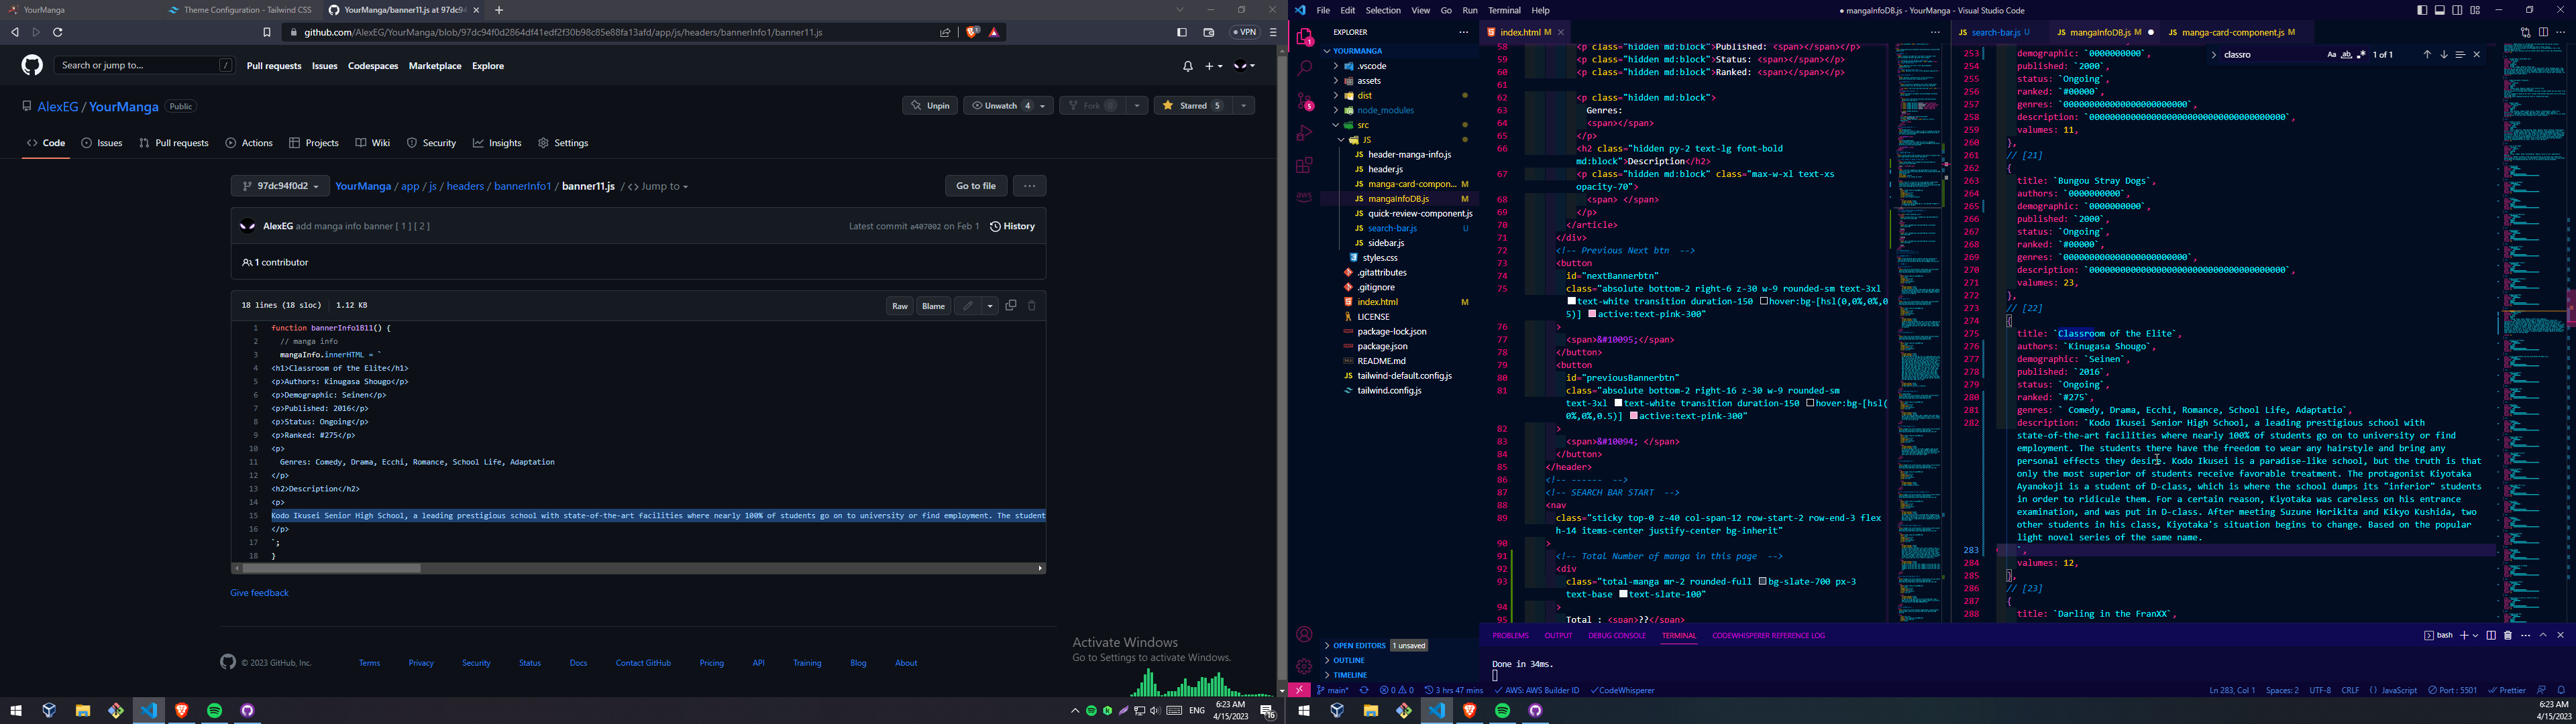 YourManga
Theme Configuration - Tailwind CSS
YourManga/banner11.js at 97dc94
github.com/AlexEG/YourManga/blob/97dc94f0d2864df41edf2f30b98c85e88fa13afd/app/js/headers/bannerInfo1/banner11.js
VPN
Search or jump to...
/
Pull requests
Issues
Codespaces
Marketplace
Explore
AlexEG / YourManga
Public
Unpin
Unwatch 4
Fork 0
Starred 5
Code
Issues
Pull requests
Actions
Projects
Wiki
Security
Insights
Settings
97dc94f0d2
YourManga / app / js / headers / bannerInfo1 / banner11.js / <> Jump to
Go to file
AlexEG add manga info banner [ 1 ] [ 2 ]
Latest commit a407002 on Feb 1
History
1 contributor
18 lines (18 sloc) 1.12 KB
Raw
Blame
1 function bannerInfo1B11() {
2 // manga info
3 mangaInfo.innerHTML = `
4 <h1>Classroom of the Elite</h1>
5 <p>Authors: Kinugasa Shougo</p>
6 <p>Demographic: Seinen</p>
7 <p>Published: 2016</p>
8 <p>Status: Ongoing</p>
9 <p>Ranked: #275</p>
10 <p>
11 Genres: Comedy, Drama, Ecchi, Romance, School Life, Adaptation
12 </p>
13 <h2>Description</h2>
14 <p>
15 Kodo Ikusei Senior High School, a leading prestigious school with state-of-the-art facilities where nearly 100% of students go on to university or find employment. The student
16 </p>
17 `;
18 }
Give feedback
© 2023 GitHub, Inc.
Terms
Privacy
Security
Status
Docs
Contact GitHub
Pricing
API
Training
Blog
About
Activate Windows
Go to Settings to activate Windows.
ENG
6:23 AM
4/15/2023
16
File Edit Selection View Go Run Terminal Help
● mangaInfoDB.js - YourManga - Visual Studio Code
EXPLORER
YOURMANGA
.vscode
assets
dist
node_modules
src
JS
header-manga-info.js
header.js
manga-card-compon... M
mangaInfoDB.js M
quick-review-component.js
search-bar.js U
sidebar.js
styles.css
.gitattributes
.gitignore
index.html M
LICENSE
package-lock.json
package.json
README.md
tailwind-default.config.js
tailwind.config.js
OPEN EDITORS 1 unsaved
OUTLINE
TIMELINE
index.html M
58 <p class="hidden md:block">Published: <span></span></p>
59 <p class="hidden md:block">Status: <span></span></p>
60 <p class="hidden md:block">Ranked: <span></span></p>
61
62 <p class="hidden md:block">
63 Genres:
64 <span></span>
65 </p>
66 <h2 class="hidden py-2 text-lg font-bold
md:block">Description</h2>
67 <p class="hidden md:block" class="max-w-xl text-xs
opacity-70">
68 <span> </span>
69 </p>
70 </article>
71 </div>
72 <!-- Previous Next btn -->
73 <button
74 id="nextBannerbtn"
75 class="absolute bottom-2 right-6 z-30 w-9 rounded-sm text-3xl
text-white transition duration-150 hover:bg-[hsl(0,0%,0%,0
5)] active:text-pink-300"
76 >
77 <span>&#10095;</span>
78 </button>
79 <button
80 id="previousBannerbtn"
81 class="absolute bottom-2 right-16 z-30 w-9 rounded-sm
text-3xl text-white transition duration-150 hover:bg-[hsl(
0%,0%,0.5)] active:text-pink-300"
82 >
83 <span>&#10094; </span>
84 </button>
85 </header>
86 <!-- ------ -->
87 <!-- SEARCH BAR START -->
88 <nav
89 class="sticky top-0 z-40 col-span-12 row-start-2 row-end-3 flex
h-14 items-center justify-center bg-inherit"
90 >
91 <!-- Total Number of manga in this page -->
92 <div
93 class="total-manga mr-2 rounded-full bg-slate-700 px-3
text-base text-slate-100"
94 >
95 Total : <span>??</span>
search-bar.js U
mangaInfoDB.js M
manga-card-component.js M
classro
1 of 1
253 demographic: `0000000000`,
254 published: `2000`,
255 status: `Ongoing`,
256 ranked: `#00000`,
257 genres: `000000000000000000000000`,
258 description: `00000000000000000000000000000000000000`,
259 valumes: 11,
260 },
261 // [21]
262 {
263 title: `Bungou Stray Dogs`,
264 authors: `0000000000`,
265 demographic: `0000000000`,
266 published: `2000`,
267 status: `Ongoing`,
268 ranked: `#00000`,
269 genres: `000000000000000000000000`,
270 description: `00000000000000000000000000000000000000`,
271 valumes: 23,
272 },
273 // [22]
274 {
275 title: `Classroom of the Elite`,
276 authors: `Kinugasa Shougo`,
277 demographic: `Seinen`,
278 published: `2016`,
279 status: `Ongoing`,
280 ranked: `#275`,
281 genres: ` Comedy, Drama, Ecchi, Romance, School Life, Adaptatio`,
282 description: `Kodo Ikusei Senior High School, a leading prestigious school with
state-of-the-art facilities where nearly 100% of students go on to university or find
employment. The students there have the freedom to wear any hairstyle and bring any
personal effects they desire. Kodo Ikusei is a paradise-like school, but the truth is that
only the most superior of students receive favorable treatment. The protagonist Kiyotaka
Ayanokoji is a student of D-class, which is where the school dumps its "inferior" students
in order to ridicule them. For a certain reason, Kiyotaka was careless on his entrance
examination, and was put in D-class. After meeting Suzune Horikita and Kikyo Kushida, two
other students in his class, Kiyotaka's situation begins to change. Based on the popular
light novel series of the same name.
283 `,
284 valumes: 12,
285 },
286 // [23]
287 {
288 title: `Darling in the FranXX`,
PROBLEMS
OUTPUT
DEBUG CONSOLE
TERMINAL
CODEWHISPERER REFERENCE LOG
bash
Done in 34ms.
main*
0 0
3 hrs 47 mins
AWS: AWS Builder ID
CodeWhisperer
Ln 283, Col 1
Spaces: 2
UTF-8
CRLF
{ } JavaScript
Port : 5501
Prettier
6:23 AM
4/15/2023